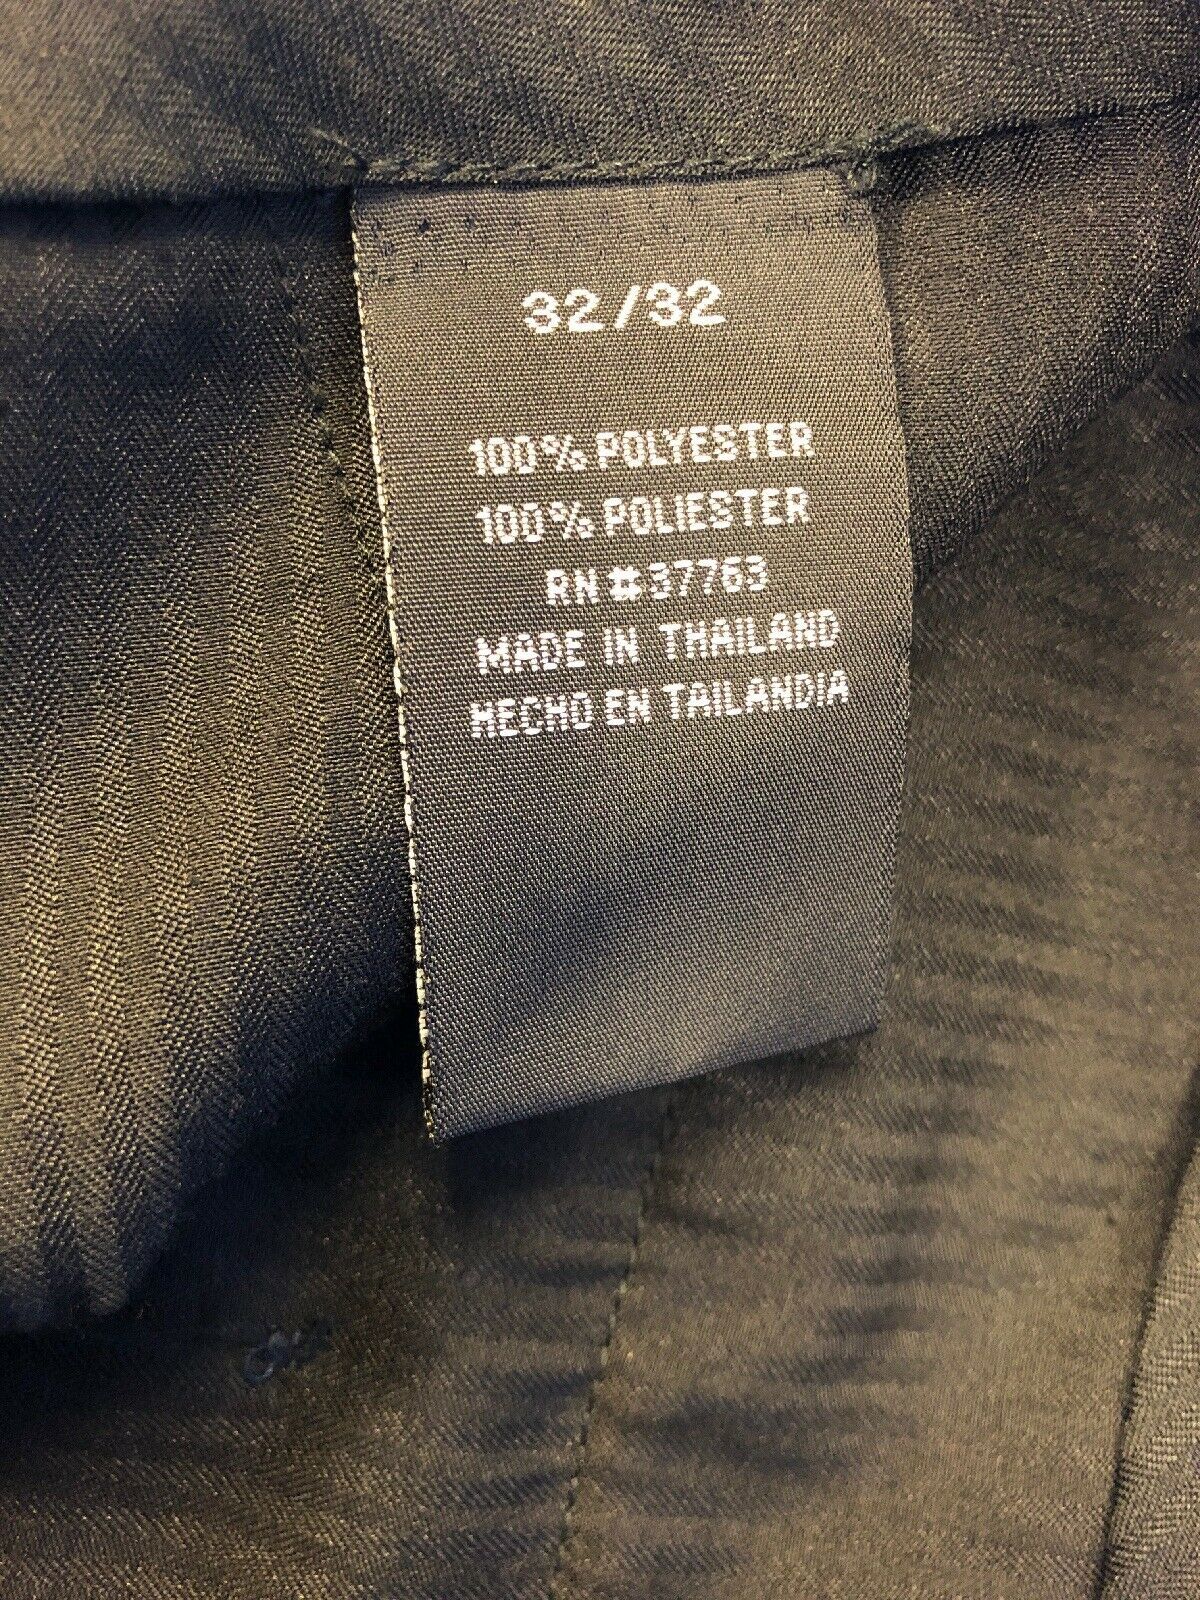 32/32
100% POLYESTER
100% POLIESTER
RN #37763
MADE IN THAILAND
HECHO EN TAILANDIA